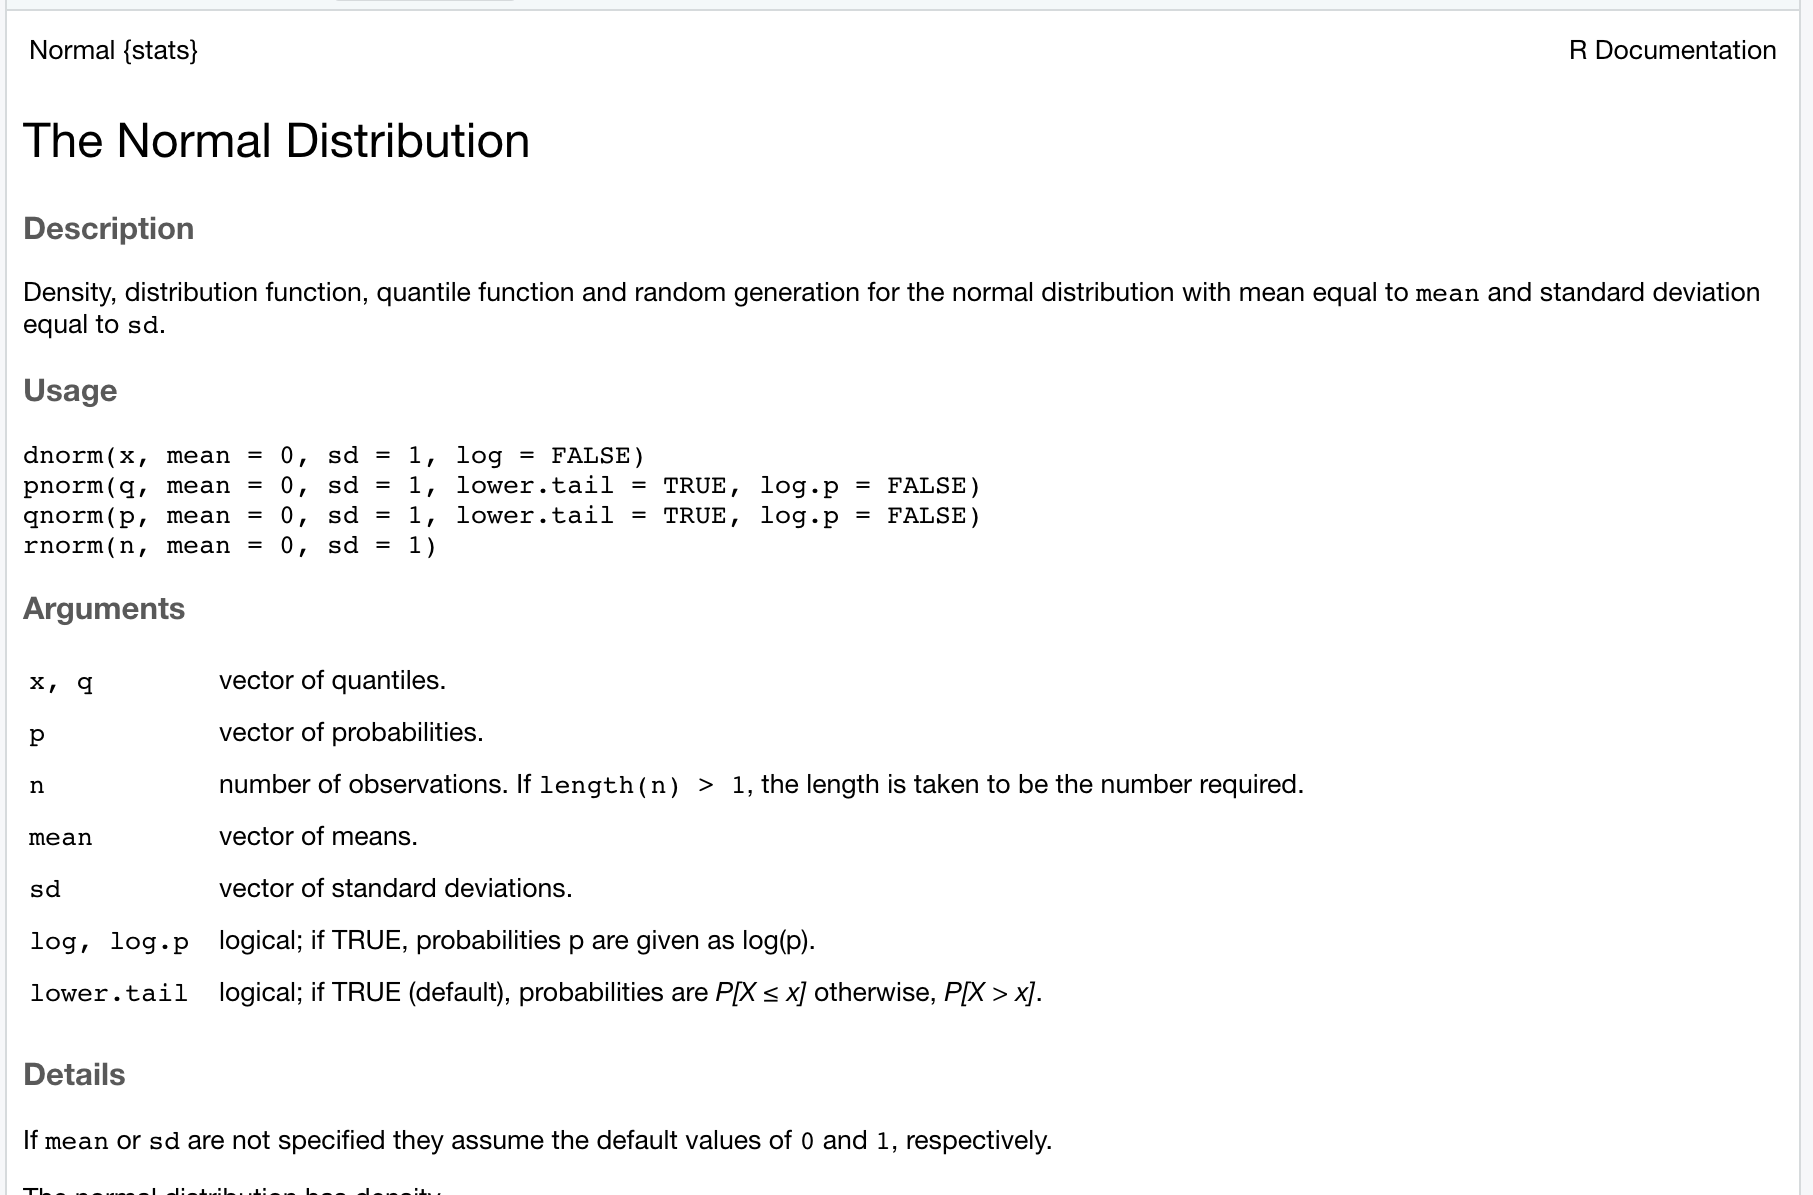 Normal {stats}
R Documentation
The Normal Distribution
Description
Density, distribution function, quantile function and random generation for the normal distribution with mean equal to mean and standard deviation
equal to sd.
Usage
dnorm(x, mean = 0, sd = 1, log = FALSE)
pnorm(q, mean = 0, sd = 1, lower.tail = TRUE, log.p = FALSE)
qnorm(p, mean = 0, sd = 1, lower.tail = TRUE, log.p = FALSE)
rnorm(n, mean = 0, sd = 1)
Arguments
x, q vector of quantiles.
p vector of probabilities.
n number of observations. If length(n) > 1, the length is taken to be the number required.
mean vector of means.
sd vector of standard deviations.
log, log.p logical; if TRUE, probabilities p are given as log(p).
lower.tail logical; if TRUE (default), probabilities are P[X ≤ x] otherwise, P[X > x].
Details
If mean or sd are not specified they assume the default values of 0 and 1, respectively.
The normal distribution has density